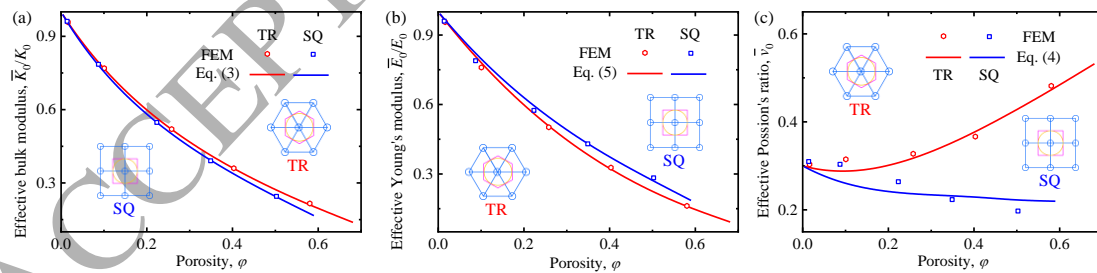 (a)
TR SQ
FEM
Eq. (3)
TR
SQ
0.9
0.6
0.3
0.0 0.2 0.4 0.6
Effective bulk modulus, K̅₀/K₀
Porosity, φ
(b)
TR SQ
FEM
Eq. (5)
SQ
TR
0.9
0.6
0.3
0.0 0.2 0.4 0.6
Effective Young's modulus, E̅₀/E₀
Porosity, φ
(c)
FEM
Eq. (4)
TR SQ
TR
SQ
0.6
0.4
0.2
0.0 0.2 0.4 0.6
Effective Possion's ratio, ν̅₀
Porosity, φ
ACCEP